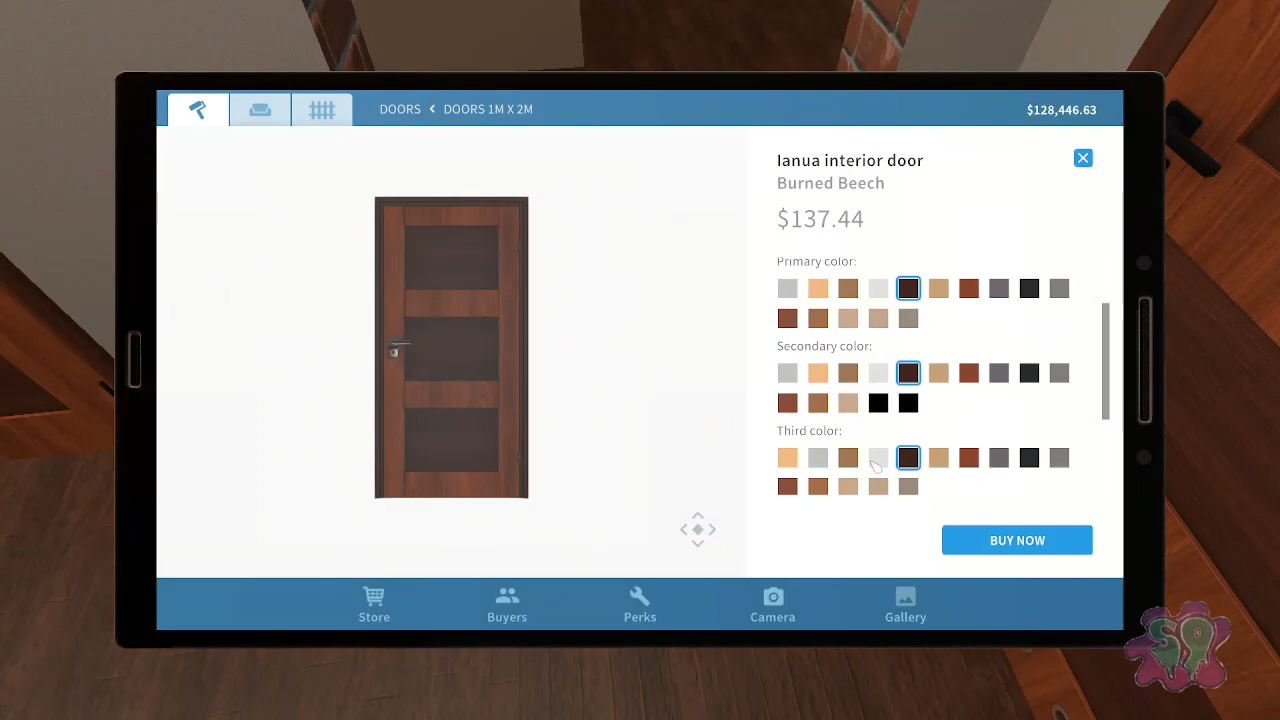 DOORS < DOORS 1M X 2M
$128,446.63
Ianua interior door
Burned Beech
$137.44
Primary color:
Secondary color:
Third color:
BUY NOW
Store
Buyers
Perks
Camera
Gallery
SP